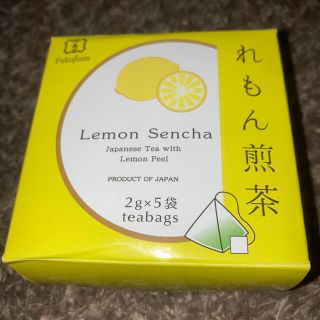 Fukujisen
Lemon Sencha
Japanese Tea with
Lemon Peel
PRODUCT OF JAPAN
2g×5袋
teabags
れもん煎茶